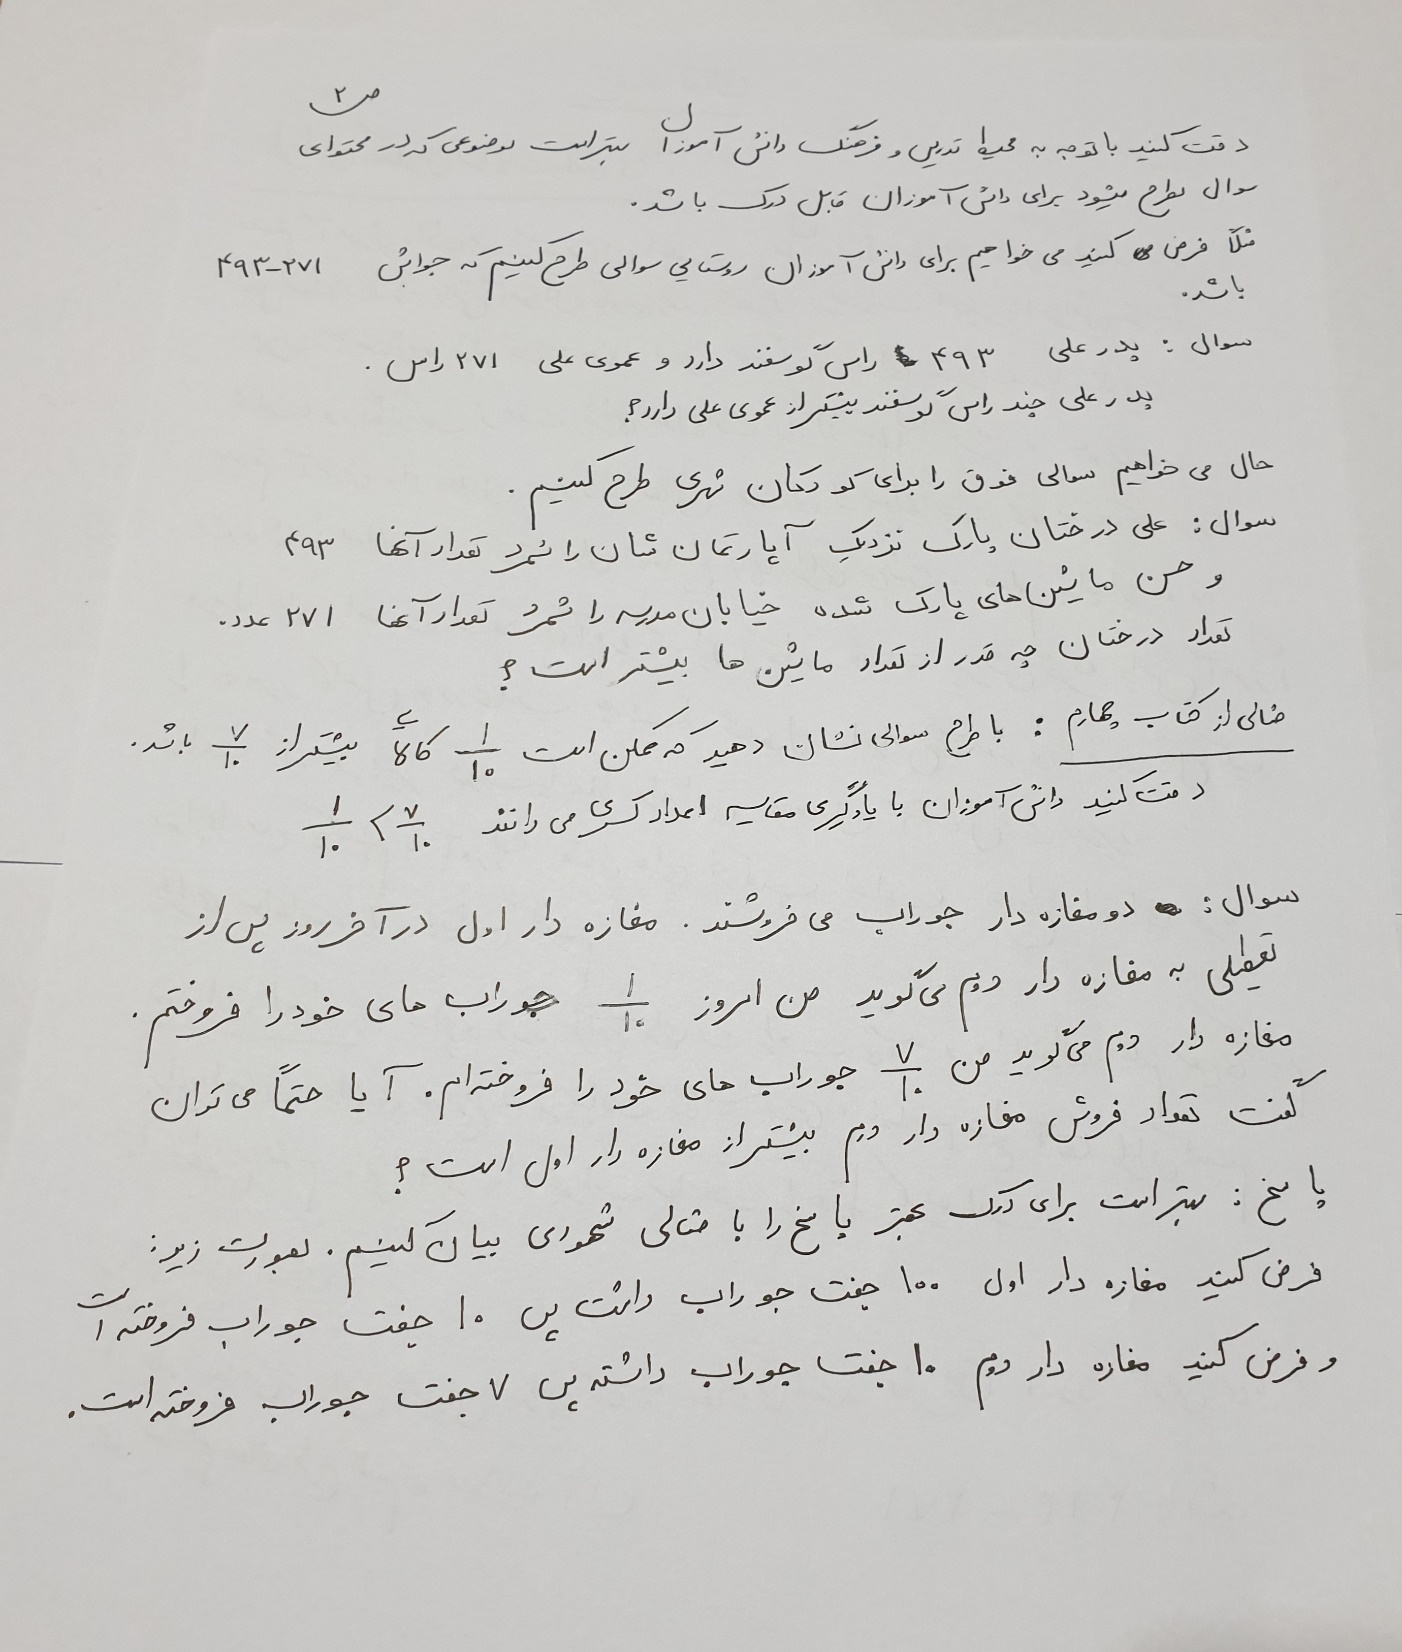 ص ۲
دقت کنید با توجه به محیط تدریس و فرهنگ دانش آموزان بهتر است موضوعی که در محتوای
سوال مطرح میشود برای دانش آموزان قابل درک باشد.
مثلاً فرض کنید می خواهیم برای دانش آموزان روستایی سوالی طرح کنیم که جوابش ۴۹۳-۲۷۱
باشد.
سوال : پدر علی ۴۹۳ راس گوسفند دارد و عموی علی ۲۷۱ راس .
پدر علی چند راس گوسفند بیشتر از عموی علی دارد؟
حال می خواهیم سوالی فوق را برای کودکان شهری طرح کنیم .
سوال : علی درختان پارک نزدیک آپارتمان شان را شمرد تعداد آنها ۴۹۳
و حسن ماشین های پارک شده خیابان مدرسه را شمرد تعداد آنها ۲۷۱ عدد.
تعداد درختان چه قدر از تعداد ماشین ها بیشتر است ؟
مثالی از کتاب چهارم : با طرح سوالی نشان دهید که ممکن است ۱/۱۰ کالایی بیشتر از ۷/۱۰ باشد.
دقت کنید دانش آموزان با یادگیری مقایسه اعداد کسری می دانند ۷/۱۰ > ۱/۱۰
سوال : دو مغازه دار جوراب می فروشند . مغازه دار اول در آخر روز پس از
تعطیلی به مغازه دار دوم می گوید من امروز ۱/۱۰ جوراب های خود را فروختم .
مغازه دار دوم می گوید من ۷/۱۰ جوراب های خود را فروخته ام. آیا حتماً می توان
گفت تعداد فروش مغازه دار دوم بیشتر از مغازه دار اول است ؟
پاسخ : بهتر است برای درک بهتر پاسخ را با مثالی شهودی بیان کنیم . بصورت زیر :
فرض کنید مغازه دار اول ۱۰۰ جفت جوراب داشت پس ۱۰ جفت جوراب فروخته است
و فرض کنید مغازه دار دوم ۱۰ جفت جوراب داشته پس ۷ جفت جوراب فروخته است.